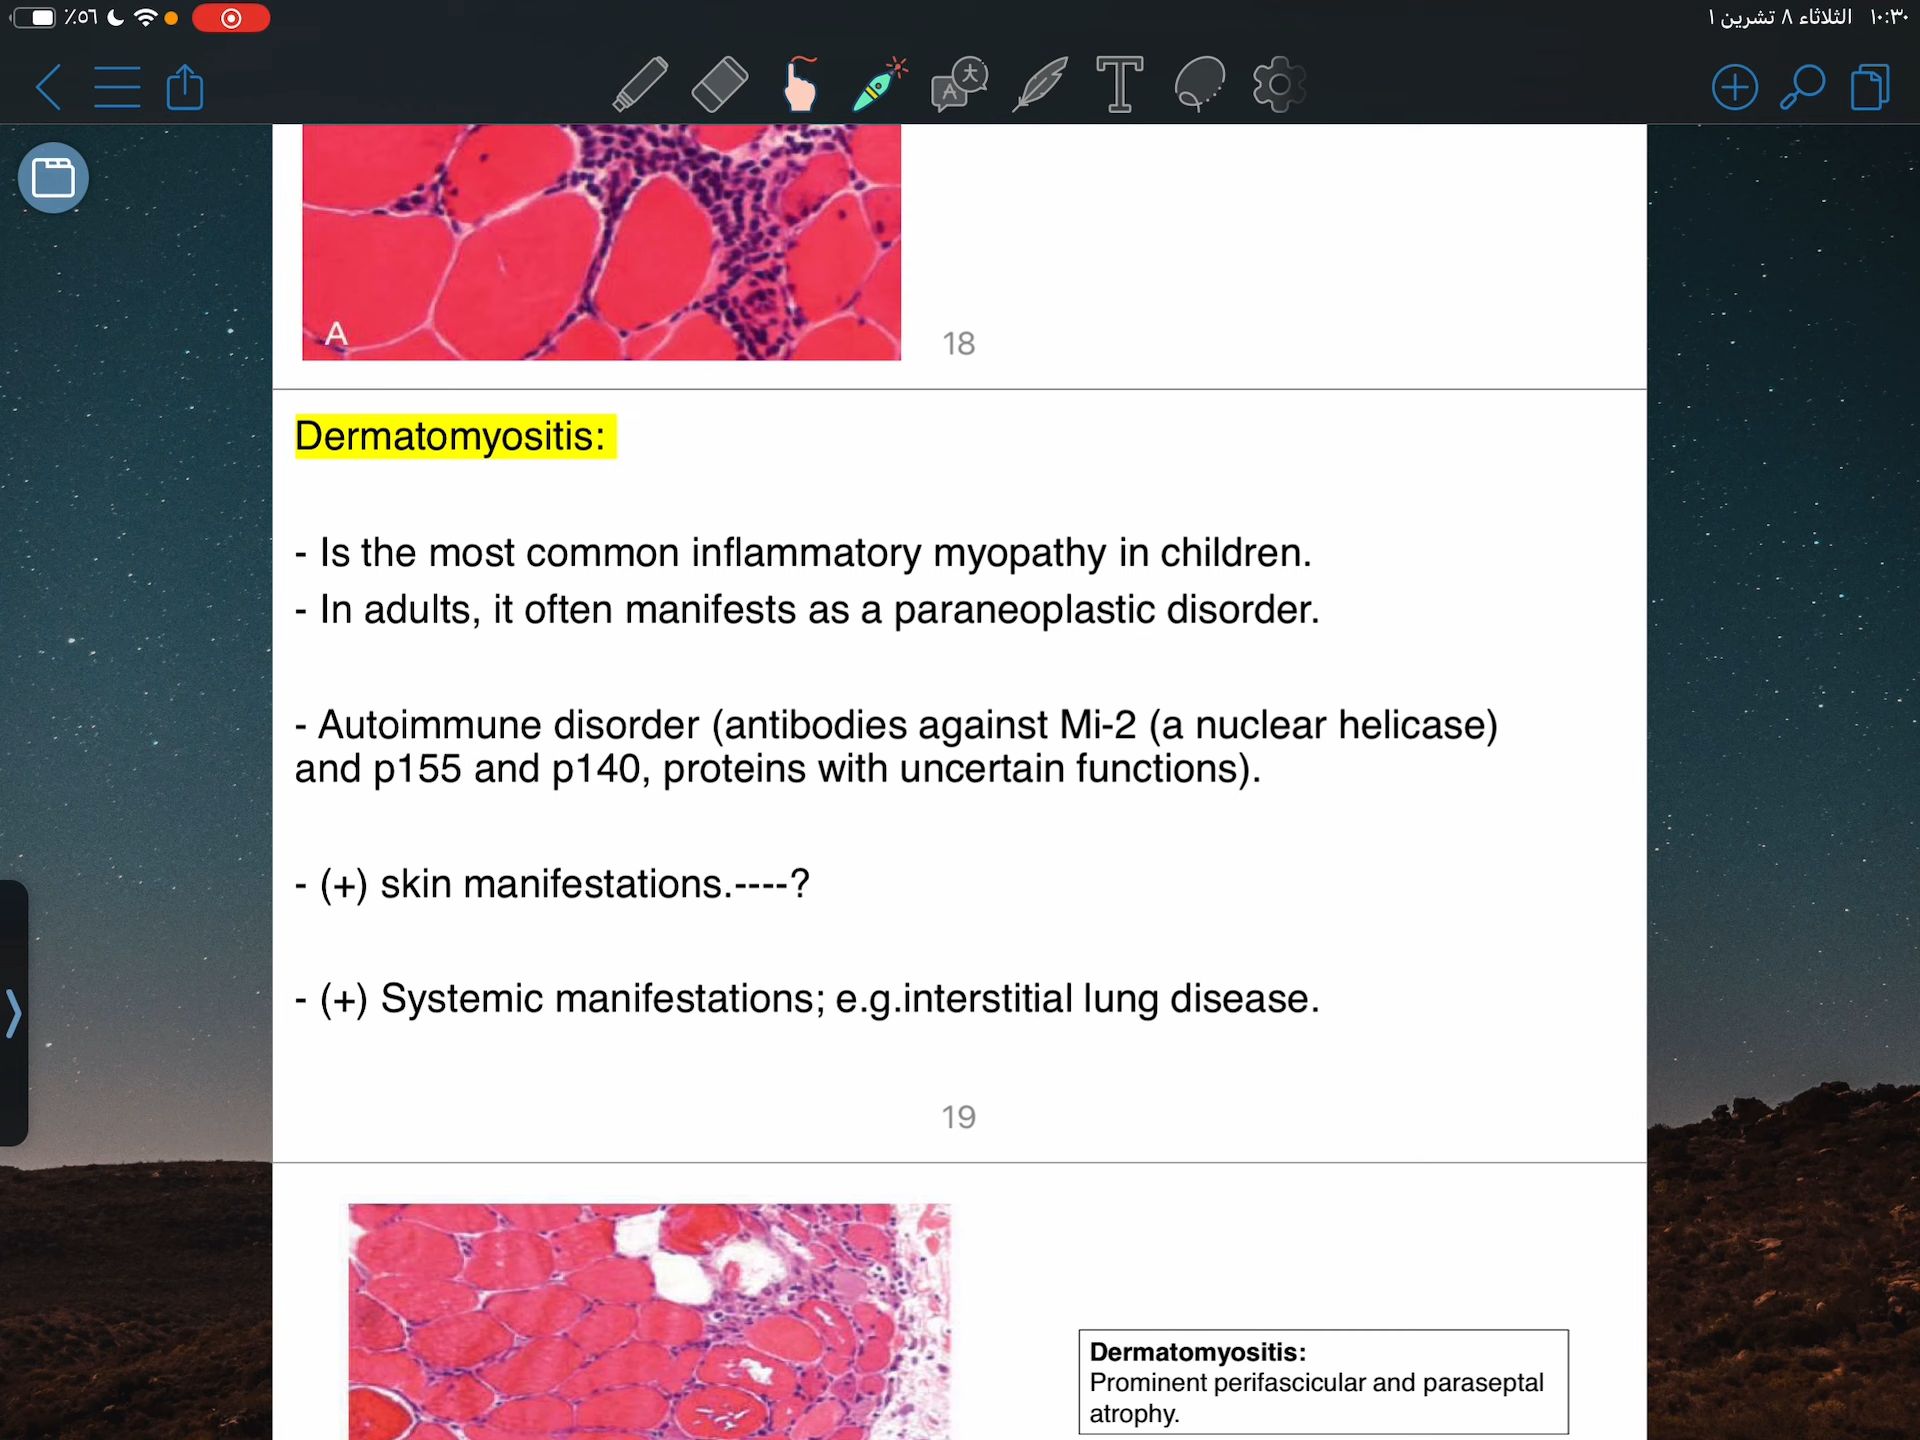 ٪٥٦
الثلاثاء ٨ تشرين ١ ١٠:٣٠
A
18
Dermatomyositis:
- Is the most common inflammatory myopathy in children.
- In adults, it often manifests as a paraneoplastic disorder.
- Autoimmune disorder (antibodies against Mi-2 (a nuclear helicase)
and p155 and p140, proteins with uncertain functions).
- (+) skin manifestations.----?
- (+) Systemic manifestations; e.g.interstitial lung disease.
19
Dermatomyositis:
Prominent perifascicular and paraseptal
atrophy.